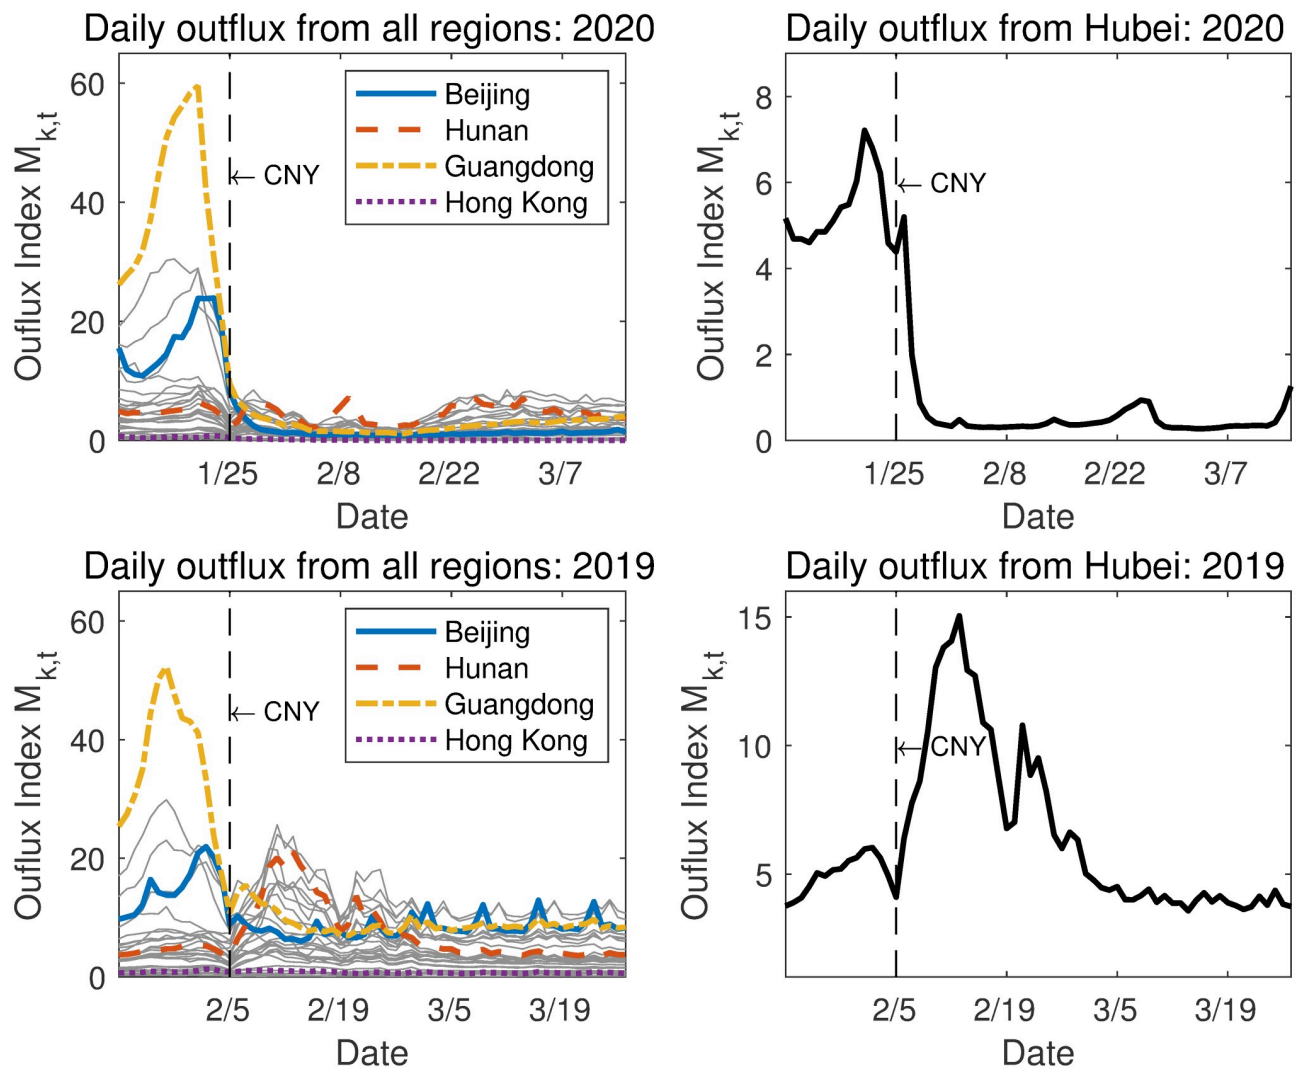 Daily outflux from all regions: 2020
Ouflux Index M_k,t
60
40
20
0
← CNY
Beijing
Hunan
Guangdong
Hong Kong
1/25 2/8 2/22 3/7
Date
Daily outflux from Hubei: 2020
Ouflux Index M_k,t
8
6
4
2
0
← CNY
1/25 2/8 2/22 3/7
Date
Daily outflux from all regions: 2019
Ouflux Index M_k,t
60
40
20
0
← CNY
Beijing
Hunan
Guangdong
Hong Kong
2/5 2/19 3/5 3/19
Date
Daily outflux from Hubei: 2019
Ouflux Index M_k,t
15
10
5
← CNY
2/5 2/19 3/5 3/19
Date